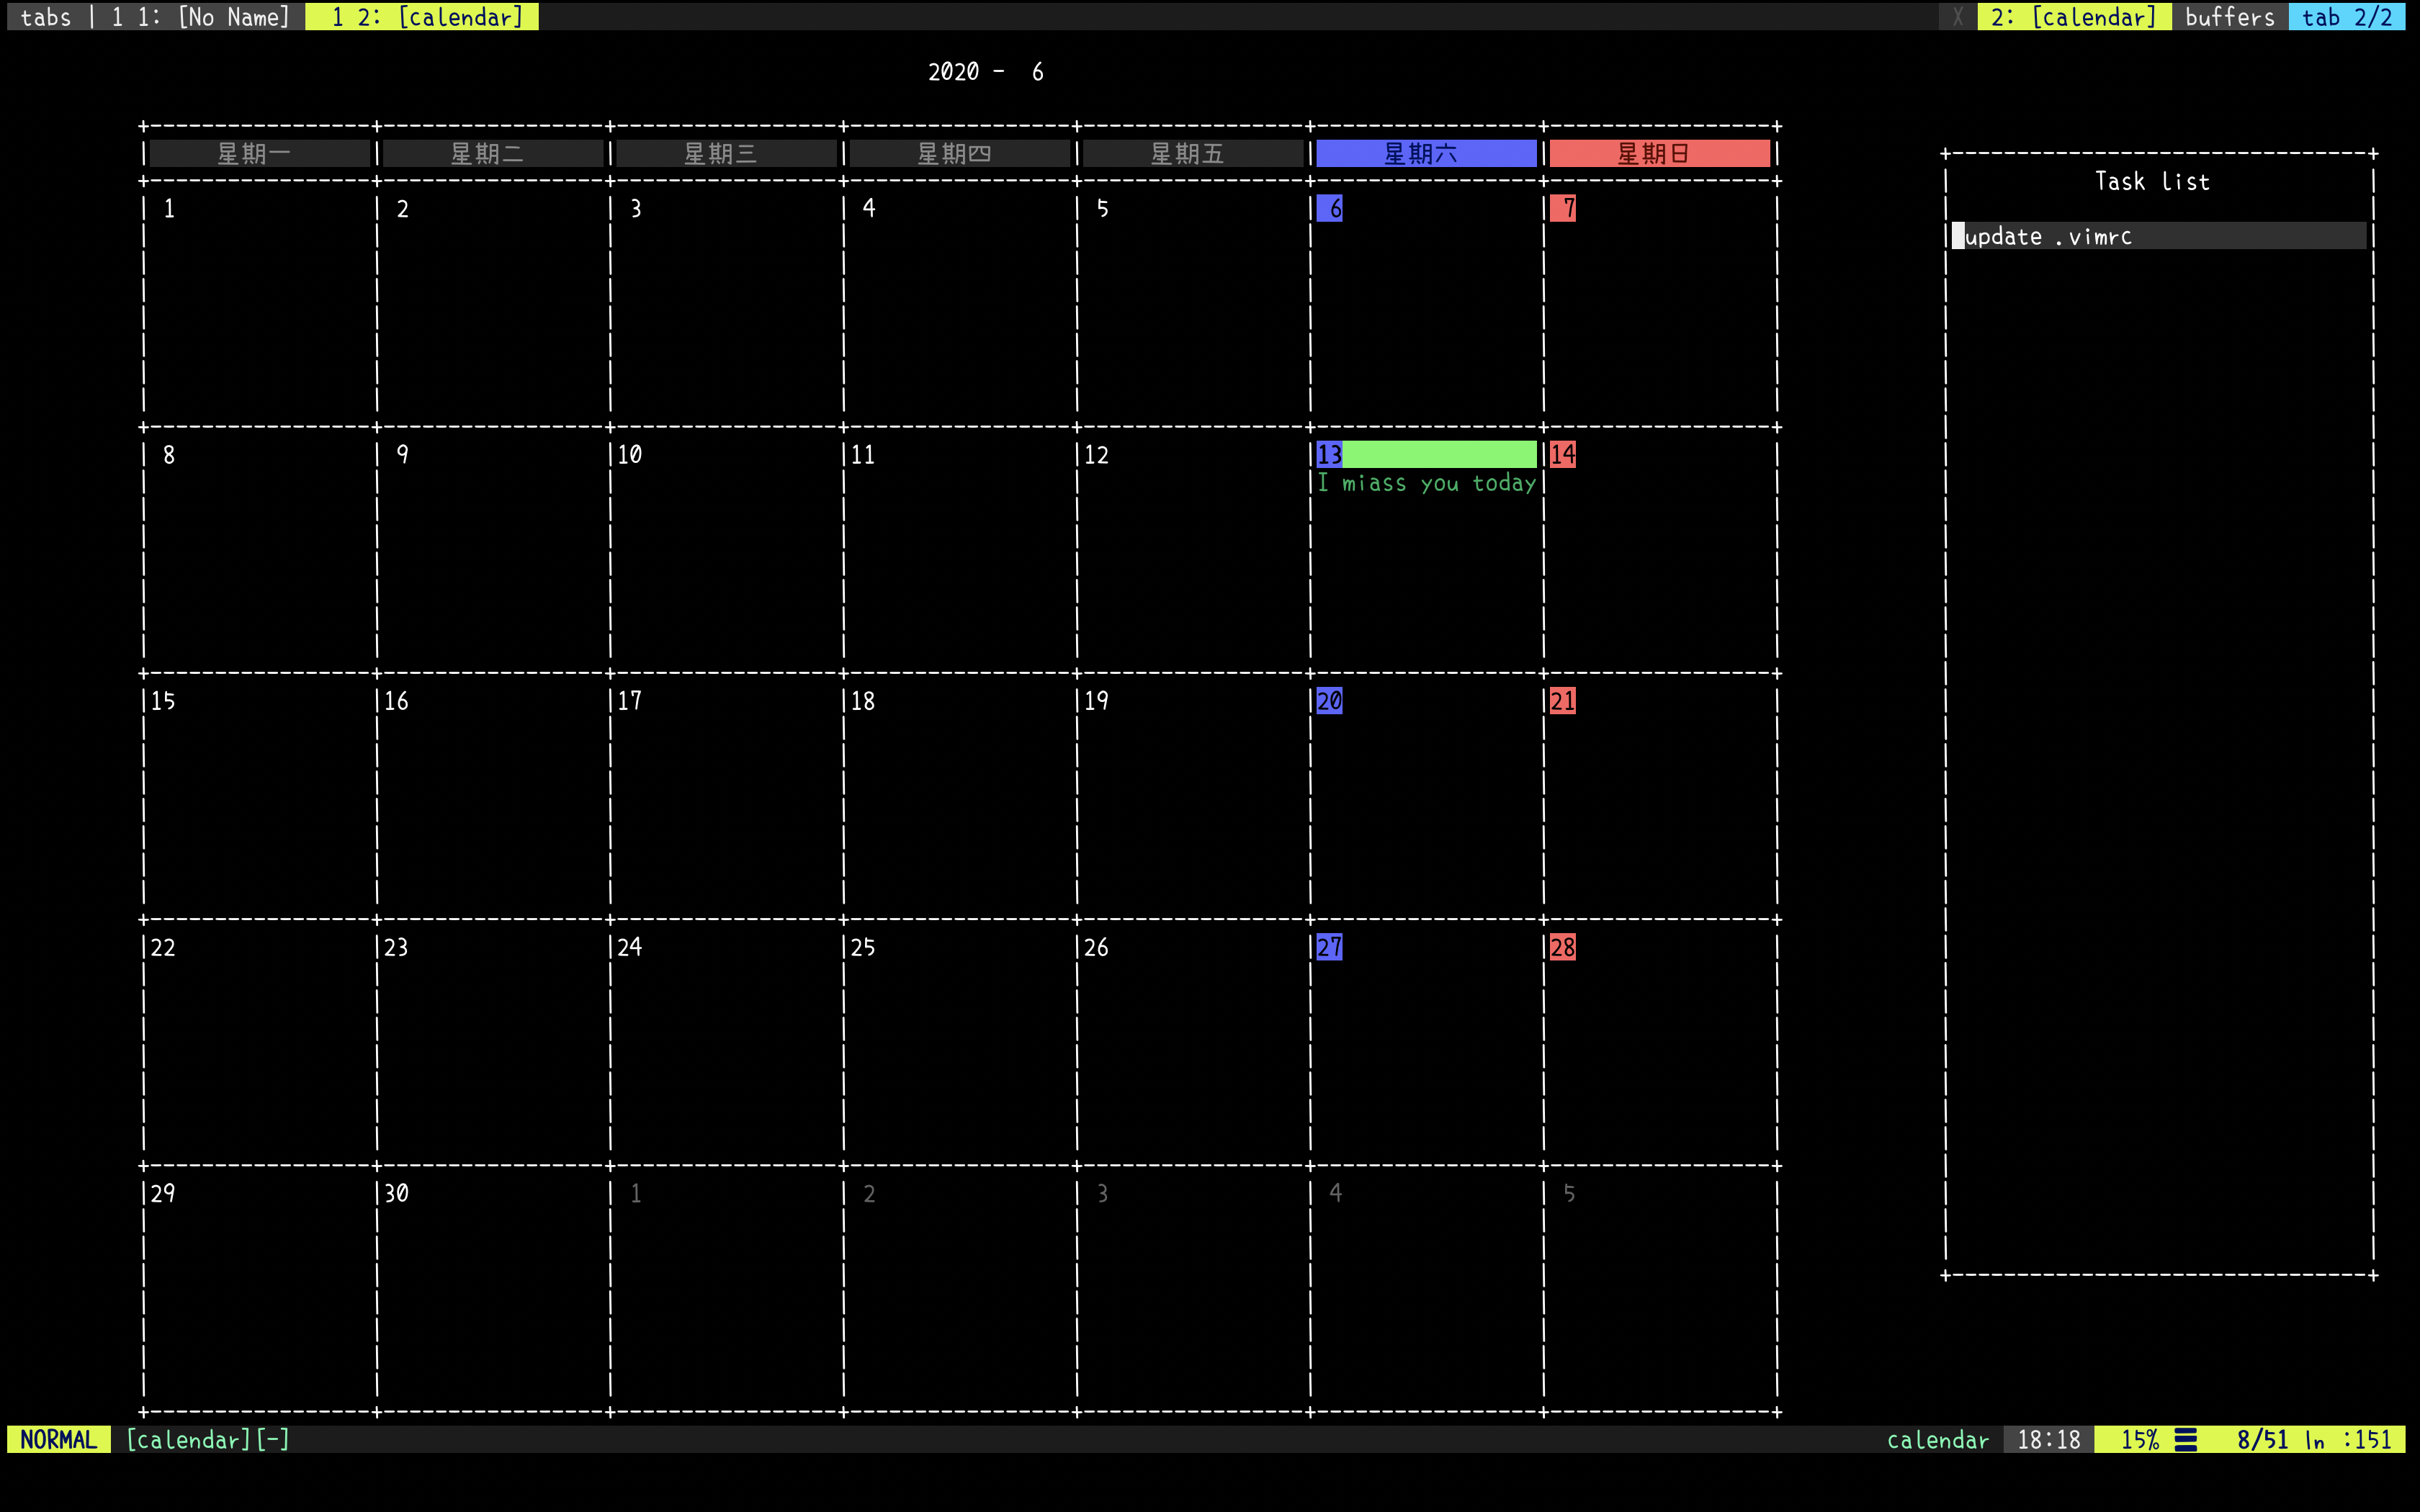 tabs | 1 1: [No Name] 1 2: [calendar] X 2: [calendar] buffers tab 2/2
2020 - 6
星期一 星期二 星期三 星期四 星期五 星期六 星期日
1 2 3 4 5 6 7
8 9 10 11 12 13 14
I miass you today
15 16 17 18 19 20 21
22 23 24 25 26 27 28
29 30 1 2 3 4 5
Task list
update .vimrc
NORMAL [calendar][-] calendar 18:18 15% 8/51 ln :151